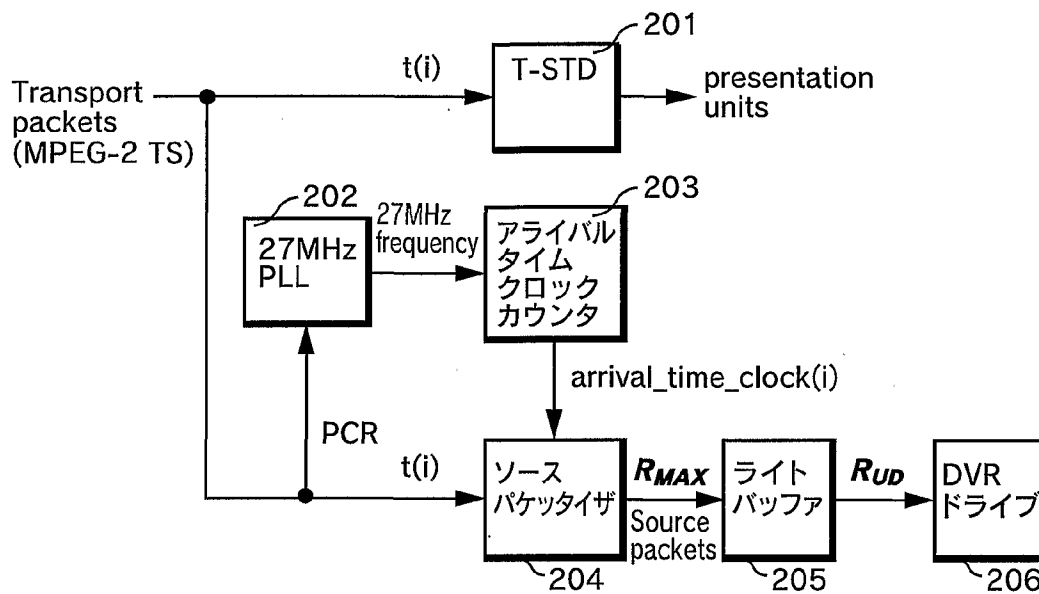 201
t(i)
T-STD
Transport
packets
(MPEG-2 TS)
presentation
units
202
27MHz
PLL
27MHz
frequency
203
アライバル
タイム
クロック
カウンタ
arrival_time_clock(i)
PCR
t(i)
ソース
パケッタイザ
204
RMAX
Source
packets
ライト
バッファ
205
RUD
DVR
ドライブ
206